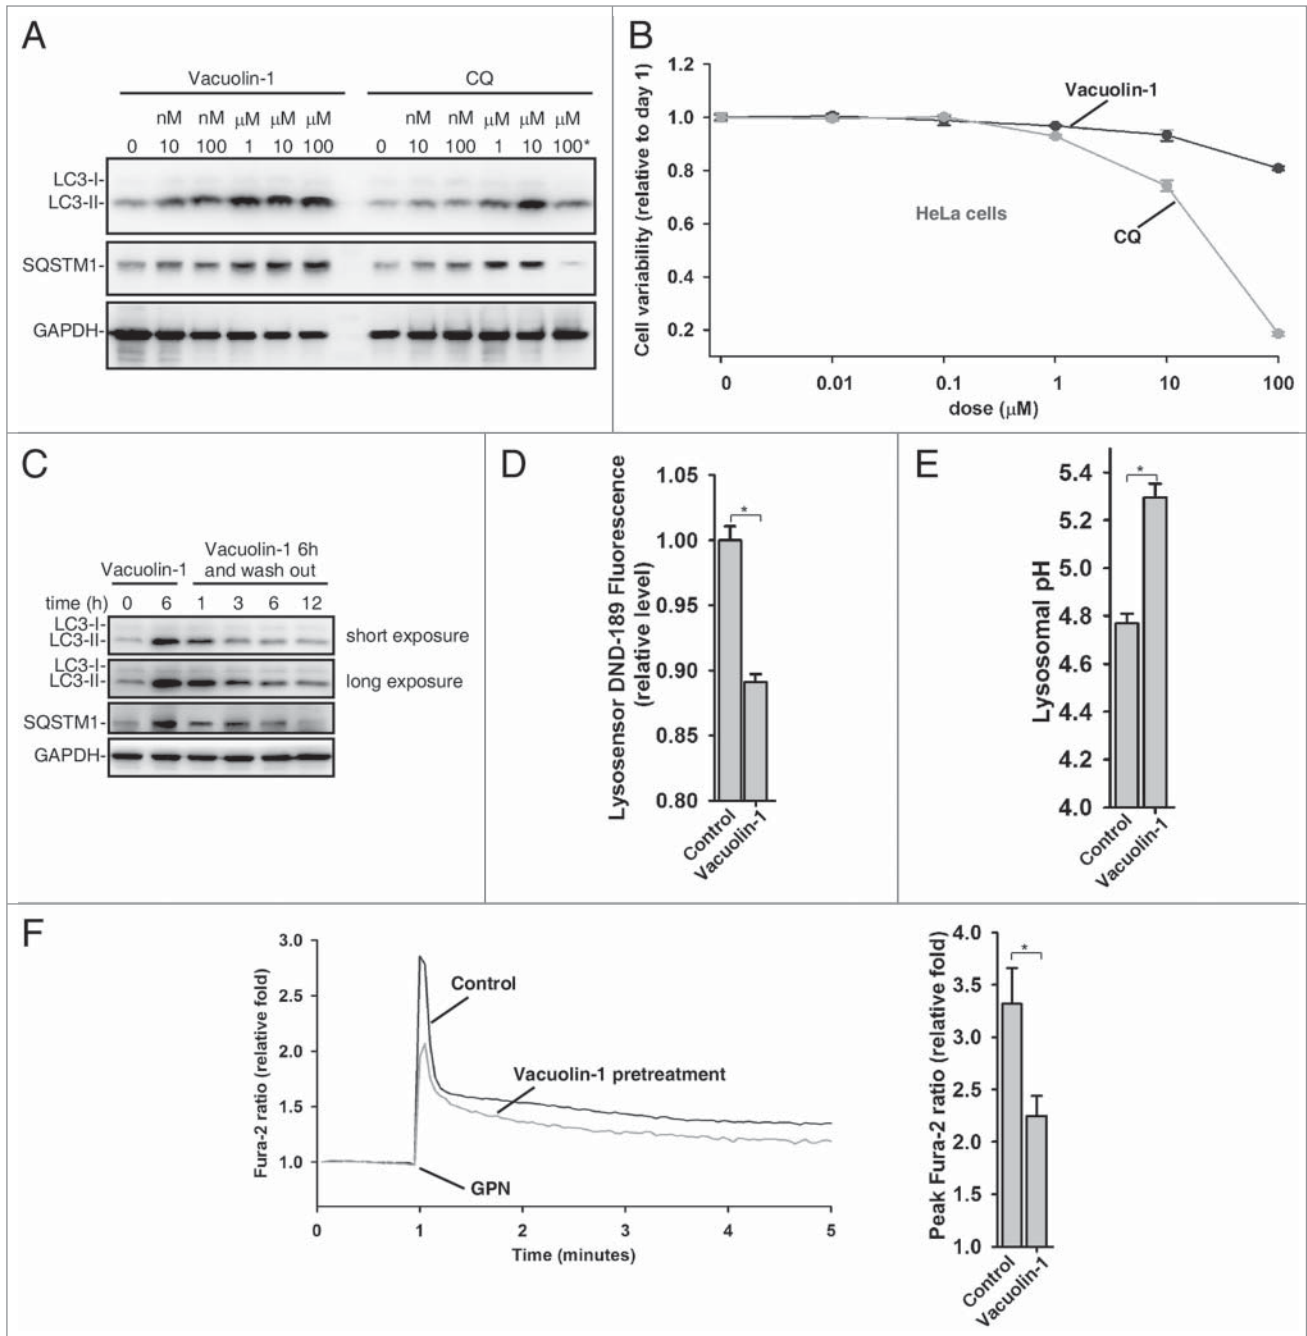 A
Vacuolin-1 CQ
nM nM µM µM µM nM nM µM µM µM
0 10 100 1 10 100 0 10 100 1 10 100*
LC3-I-
LC3-II-
SQSTM1-
GAPDH-
B
Cell variability (relative to day 1)
1.2
1.0
0.8
0.6
0.4
0.2
Vacuolin-1
HeLa cells
CQ
0 0.01 0.1 1 10 100
dose (µM)
C
Vacuolin-1
Vacuolin-1 6h
and wash out
time (h) 0 6 1 3 6 12
LC3-I-
LC3-II-
short exposure
LC3-I-
LC3-II-
long exposure
SQSTM1-
GAPDH-
D
Lysosensor DND-189 Fluorescence
(relative level)
1.05
1.00
0.95
0.90
0.85
0.80
*
Control
Vacuolin-1
E
Lysosomal pH
5.4
5.2
5.0
4.8
4.6
4.4
4.2
4.0
*
Control
Vacuolin-1
F
Fura-2 ratio (relative fold)
3.0
2.5
2.0
1.5
1.0
Control
Vacuolin-1 pretreatment
GPN
0 1 2 3 4 5
Time (minutes)
Peak Fura-2 ratio (relative fold)
4.0
3.5
3.0
2.5
2.0
1.5
1.0
*
Control
Vacuolin-1